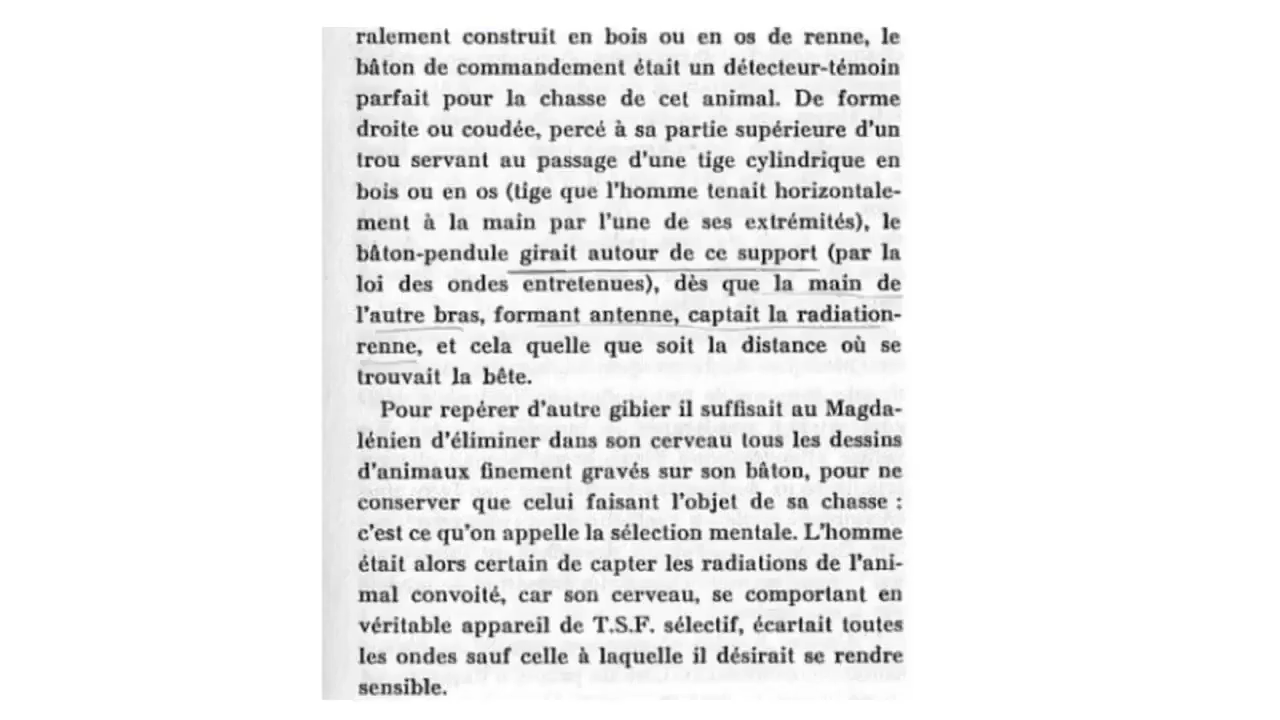 ralement construit en bois ou en os de renne, le
bâton de commandement était un détecteur-témoin
parfait pour la chasse de cet animal. De forme
droite ou coudée, percé à sa partie supérieure d'un
trou servant au passage d'une tige cylindrique en
bois ou en os (tige que l'homme tenait horizontale-
ment à la main par l'une de ses extrémités), le
bâton-pendule girait autour de ce support (par la
loi des ondes entretenues), dès que la main de
l'autre bras, formant antenne, captait la radiation-
renne, et cela quelle que soit la distance où se
trouvait la bête.
Pour repérer d'autre gibier il suffisait au Magda-
lénien d'éliminer dans son cerveau tous les dessins
d'animaux finement gravés sur son bâton, pour ne
conserver que celui faisant l'objet de sa chasse :
c'est ce qu'on appelle la sélection mentale. L'homme
était alors certain de capter les radiations de l'ani-
mal convoité, car son cerveau, se comportant en
véritable appareil de T.S.F. sélectif, écartait toutes
les ondes sauf celle à laquelle il désirait se rendre
sensible.